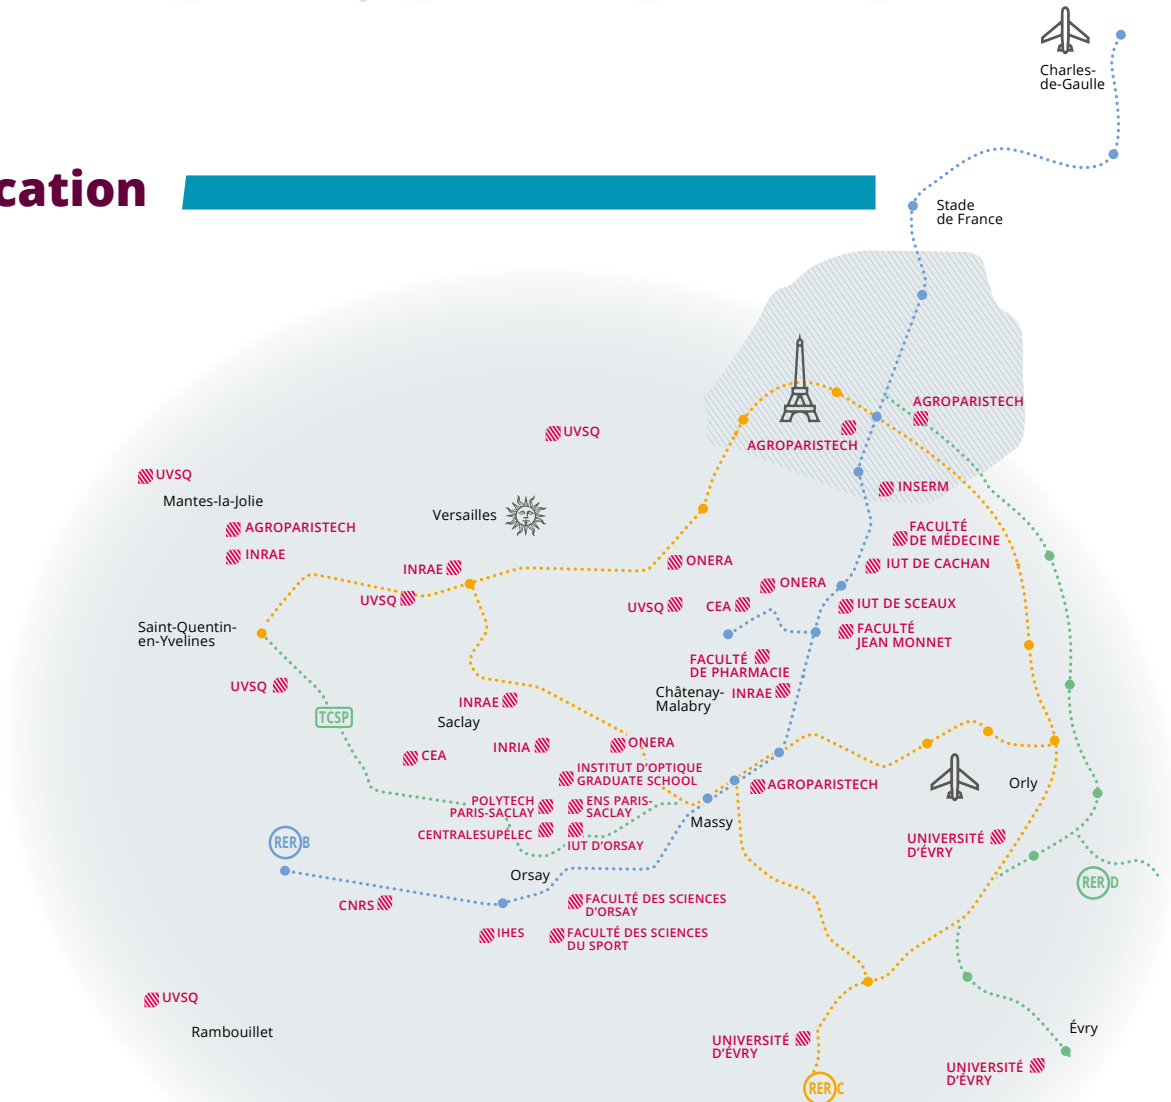 Charles-
de-Gaulle
cation
Stade
de France
AGROPARISTECH
UVSQ
AGROPARISTECH
UVSQ
Mantes-la-Jolie
INSERM
Versailles
AGROPARISTECH
FACULTÉ
DE MÉDECINE
INRAE
ONERA
IUT DE CACHAN
INRAE
ONERA
UVSQ
UVSQ
CEA
IUT DE SCEAUX
Saint-Quentin-
en-Yvelines
FACULTÉ
JEAN MONNET
FACULTÉ
DE PHARMACIE
UVSQ
Châtenay-
Malabry
INRAE
INRAE
TCSP
Saclay
INRIA
ONERA
CEA
INSTITUT D'OPTIQUE
GRADUATE SCHOOL
AGROPARISTECH
Orly
POLYTECH
PARIS-SACLAY
ENS PARIS-
SACLAY
Massy
CENTRALESUPÉLEC
IUT D'ORSAY
UNIVERSITÉ
D'ÉVRY
RER B
Orsay
RER D
CNRS
FACULTÉ DES SCIENCES
D'ORSAY
IHES
FACULTÉ DES SCIENCES
DU SPORT
UVSQ
Rambouillet
Évry
UNIVERSITÉ
D'ÉVRY
UNIVERSITÉ
D'ÉVRY
RER C